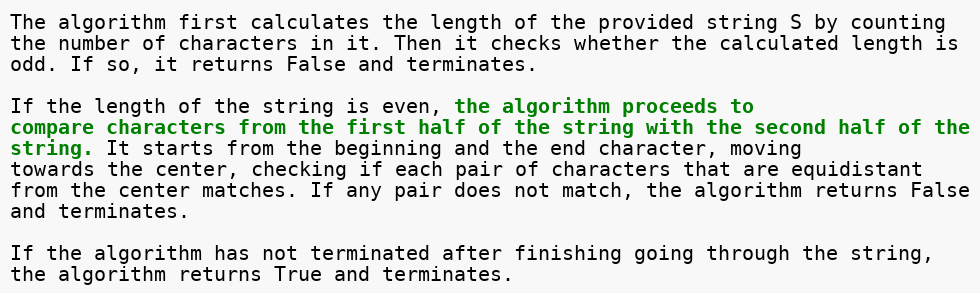 The algorithm first calculates the length of the provided string S by counting
the number of characters in it. Then it checks whether the calculated length is
odd. If so, it returns False and terminates.
If the length of the string is even, the algorithm proceeds to
compare characters from the first half of the string with the second half of the
string. It starts from the beginning and the end character, moving
towards the center, checking if each pair of characters that are equidistant
from the center matches. If any pair does not match, the algorithm returns False
and terminates.
If the algorithm has not terminated after finishing going through the string,
the algorithm returns True and terminates.